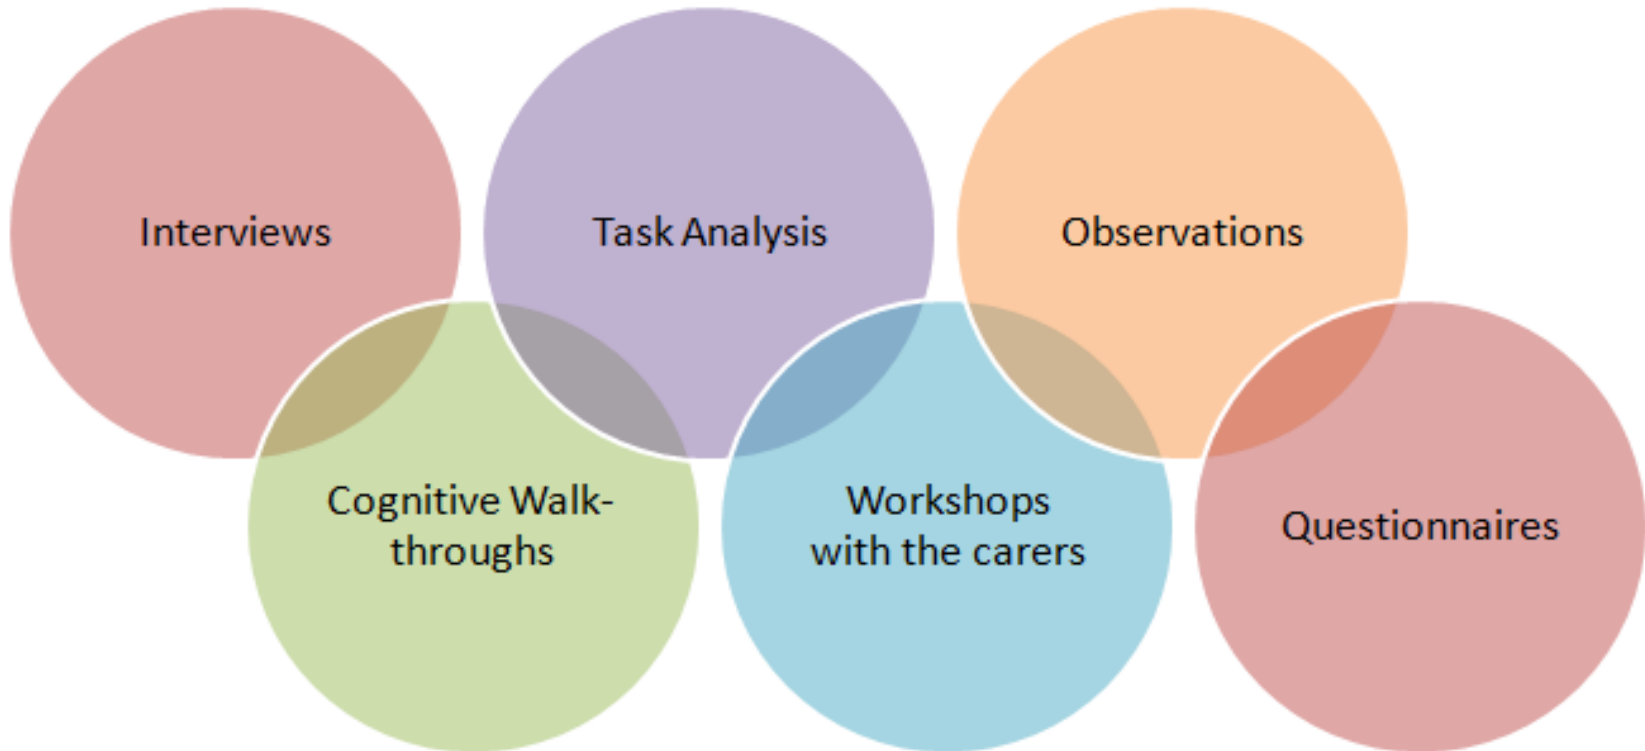 Interviews
Task Analysis
Observations
Cognitive Walk-
throughs
Workshops
with the carers
Questionnaires